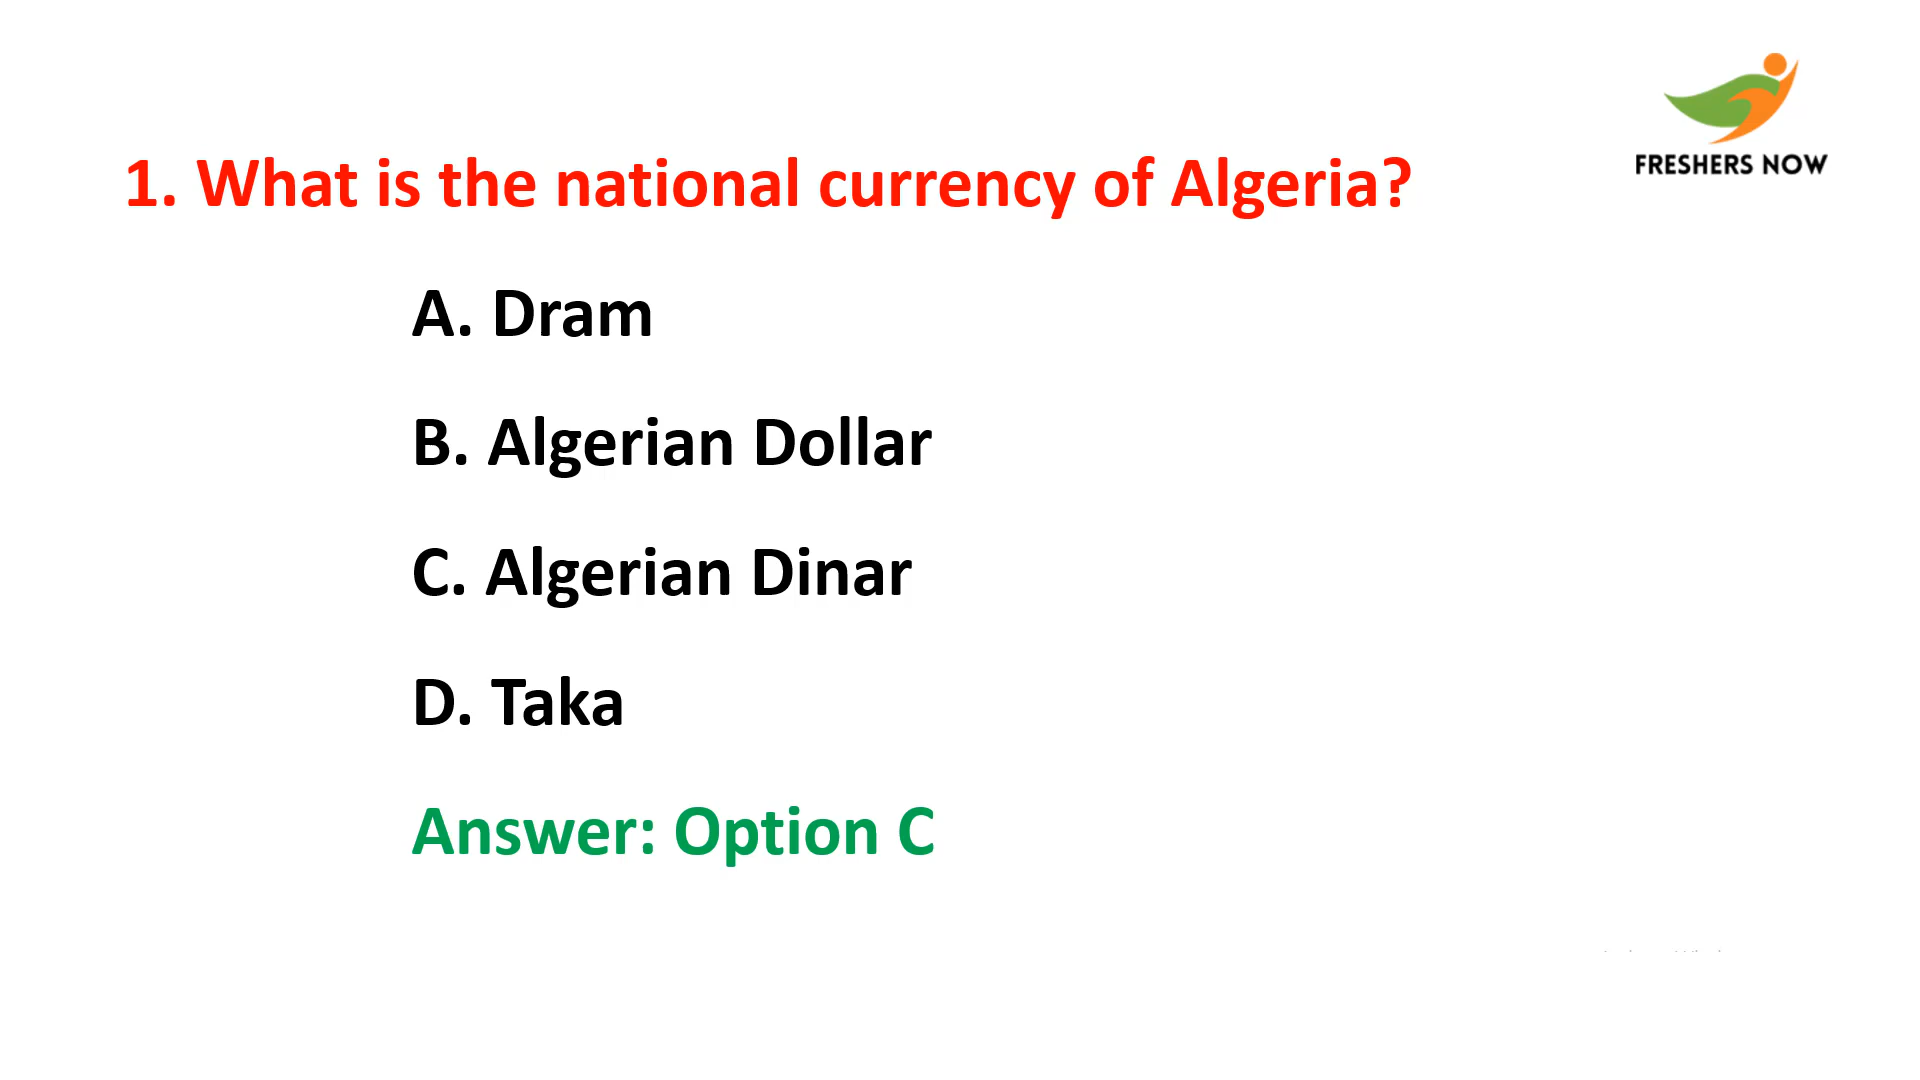 FRESHERS NOW
1. What is the national currency of Algeria?
A. Dram
B. Algerian Dollar
C. Algerian Dinar
D. Taka
Answer: Option C